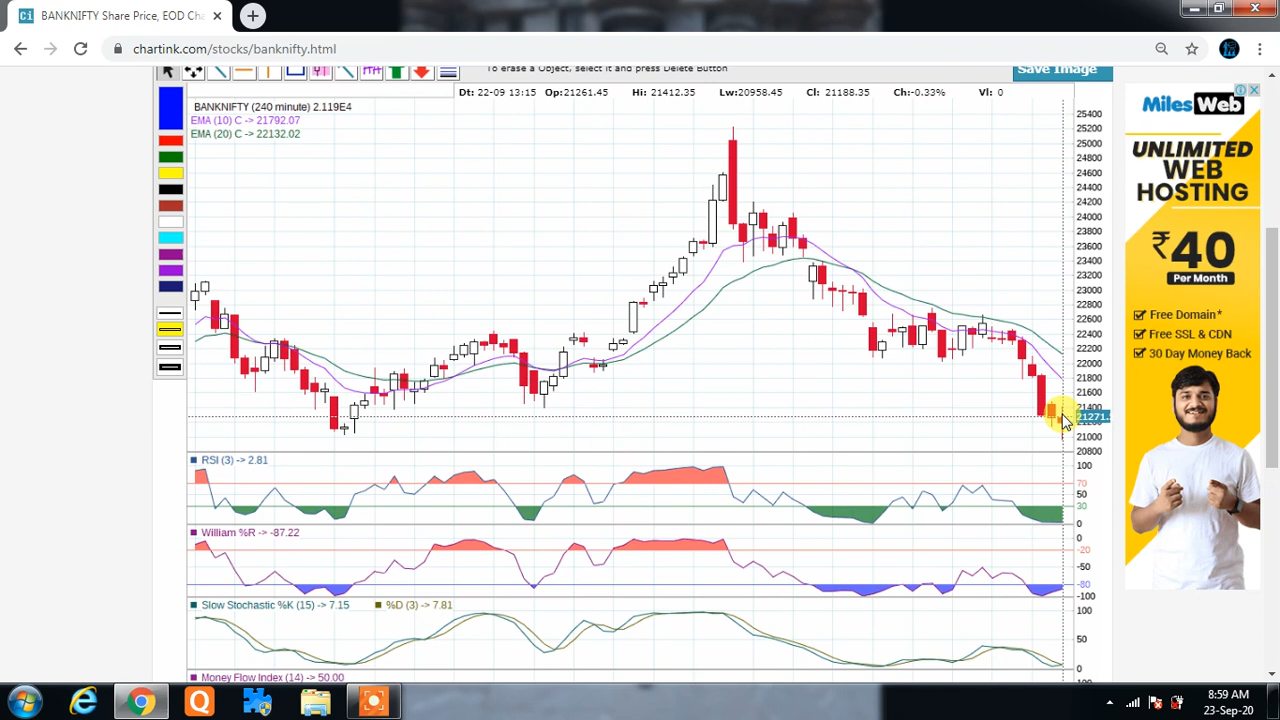 BANKNIFTY Share Price, EOD Cha
chartink.com/stocks/banknifty.html
To erase a Object, select it and press Delete Button
Save Image
Dt: 22-09 13:15 Op:21261.45 Hi: 21412.35 Lw:20958.45 Cl: 21188.35 Ch:-0.33% Vl: 0
BANKNIFTY (240 minute) 2.119E4
EMA (10) C -> 21792.07
EMA (20) C -> 22132.02
25400
25200
25000
24800
24600
24400
24200
24000
23800
23600
23400
23200
23000
22800
22600
22400
22200
22000
21800
21600
21400
21271.
21000
20800
RSI (3) -> 2.81
100
70
50
30
0
William %R -> -87.22
-20
-50
-80
-100
Slow Stochastic %K (15) -> 7.15 %D (3) -> 7.81
100
50
0
Money Flow Index (14) -> 50.00
MilesWeb
UNLIMITED
WEB
HOSTING
₹40
Per Month
Free Domain*
Free SSL & CDN
30 Day Money Back
8:59 AM
23-Sep-20